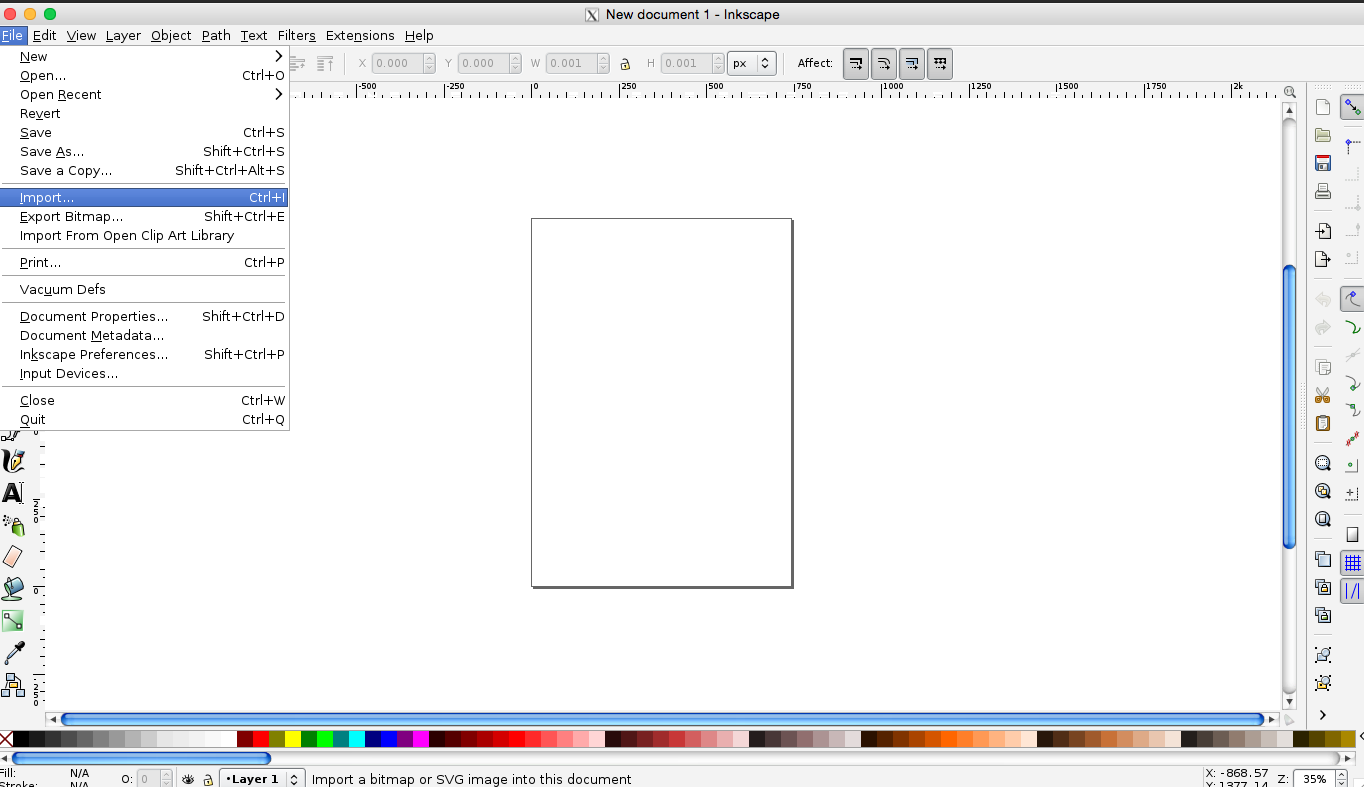 New document 1 - Inkscape
File Edit View Layer Object Path Text Filters Extensions Help
New
Open... Ctrl+O
Open Recent
Revert
Save Ctrl+S
Save As... Shift+Ctrl+S
Save a Copy... Shift+Ctrl+Alt+S
Import... Ctrl+I
Export Bitmap... Shift+Ctrl+E
Import From Open Clip Art Library
Print... Ctrl+P
Vacuum Defs
Document Properties... Shift+Ctrl+D
Document Metadata...
Inkscape Preferences... Shift+Ctrl+P
Input Devices...
Close Ctrl+W
Quit Ctrl+Q
X 0.000 Y 0.000 W 0.001 H 0.001 px Affect:
-500 -250 0 250 500 750 1000 1250 1500 1750 2k
250
0
-250
Fill: N/A O: 0 •Layer 1 Import a bitmap or SVG image into this document X: -868.57 Z: 35%
Stroke: N/A Y: 1377.14